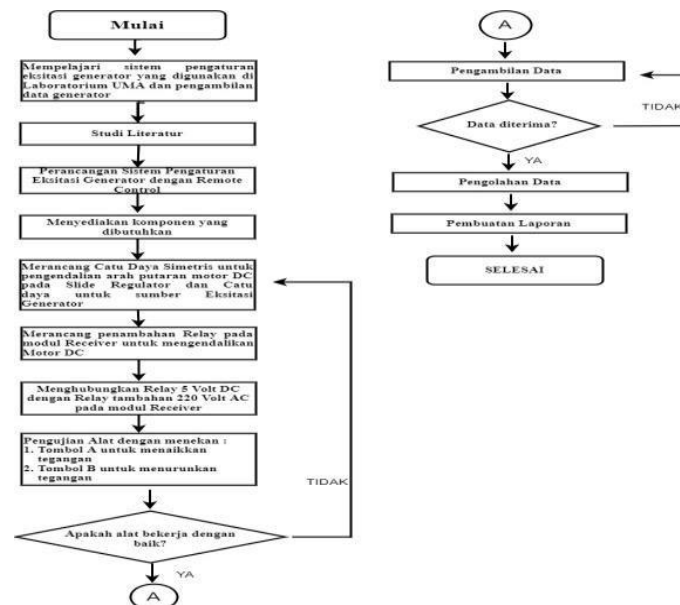 Mulai
Mempelajari sistem pengaturan
eksitasi generator yang digunakan di
Laboratorium UMA dan pengambilan
data generator
Studi Literatur
Perancangan Sistem Pengaturan
Eksitasi Generator dengan Remote
Control
Menyediakan komponen yang
dibutuhkan
Merancang Catu Daya Simetris untuk
pengendalian arah putaran motor DC
pada Slide Regulator dan Catu
daya untuk sumber Eksitasi
Generator
Merancang penambahan Relay pada
modul Receiver untuk mengendalikan
Motor DC
Menghubungkan Relay 5 Volt DC
dengan Relay tambahan 220 Volt AC
pada modul Receiver
Pengujian Alat dengan menekan :
1. Tombol A untuk menaikkan
tegangan
2. Tombol B untuk menurunkan
tegangan
TIDAK
Apakah alat bekerja dengan
baik?
YA
A
A
Pengambilan Data
TIDAK
Data diterima?
YA
Pengolahan Data
Pembuatan Laporan
SELESAI